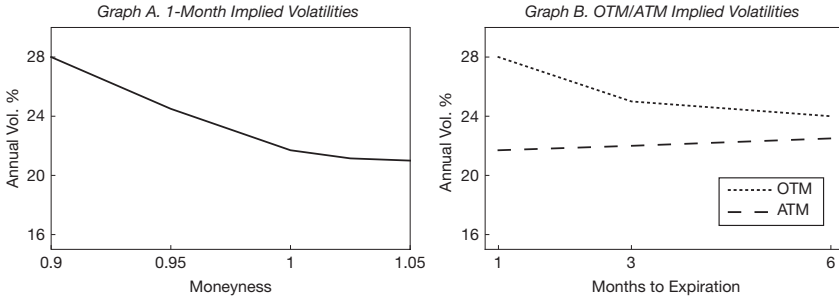 Graph A. 1-Month Implied Volatilities
Annual Vol. %
28
24
20
16
0.9
0.95
1
1.05
Moneyness
Graph B. OTM/ATM Implied Volatilities
Annual Vol. %
28
24
20
16
OTM
ATM
1
3
6
Months to Expiration